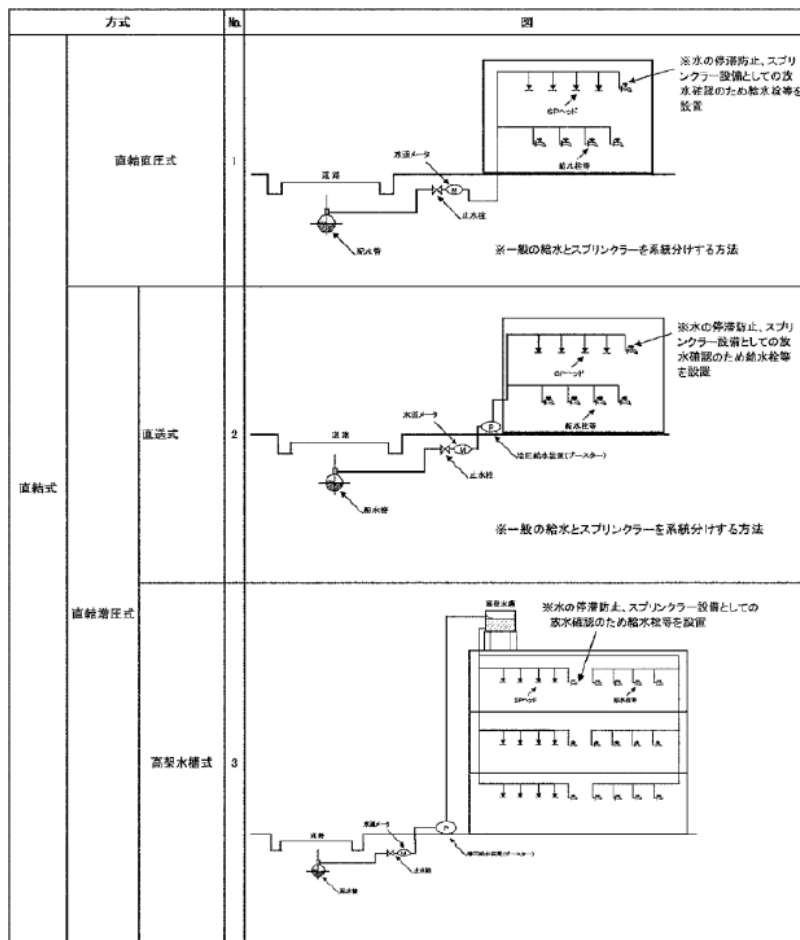 方式
No.
図
直結式
直結直圧式
1
※水の停滞防止、スプリ
ンクラー設備としての放
水確認のため給水栓等を
設置
SPヘッド
給水栓等
水道メータ
道路
M
止水栓
配水管
※一般の給水とスプリンクラーを系統分けする方法
直結増圧式
直送式
2
※水の停滞防止、スプリ
ンクラー設備としての放
水確認のため給水栓等
を設置
SPヘッド
給水栓等
水道メータ
道路
P
M
増圧給水装置(ブースター)
止水栓
配水管
※一般の給水とスプリンクラーを系統分けする方法
高架水槽式
3
高架水槽
※水の停滞防止、スプリンクラー設備としての
放水確認のため給水栓等を設置
SPヘッド
給水栓等
水道メータ
道路
P
M
増圧給水装置(ブースター)
止水栓
配水管